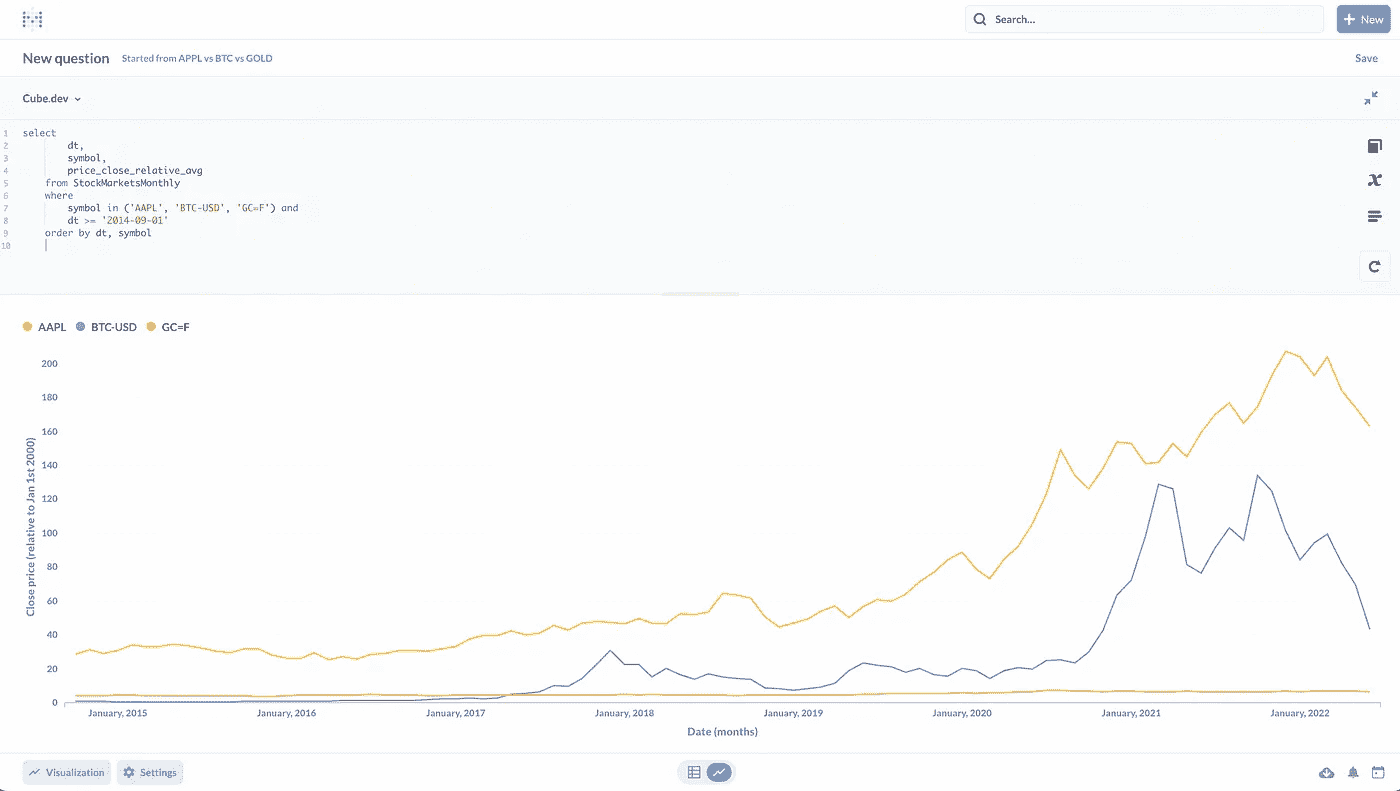 Search...
New
New question Started from APPL vs BTC vs GOLD
Save
Cube.dev
1 select
2 dt,
3 symbol,
4 price_close_relative_avg
5 from StockMarketsMonthly
6 where
7 symbol in ('AAPL', 'BTC-USD', 'GC=F') and
8 dt >= '2014-09-01'
9 order by dt, symbol
10
AAPL BTC-USD GC=F
Close price (relative to Jan 1st 2000)
200
180
160
140
120
100
80
60
40
20
0
January, 2015 January, 2016 January, 2017 January, 2018 January, 2019 January, 2020 January, 2021 January, 2022
Date (months)
Visualization Settings